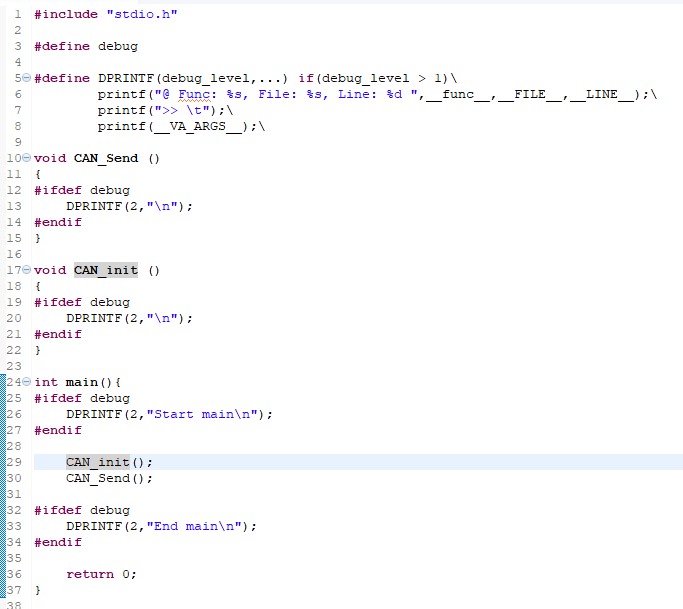 1 #include "stdio.h"
2
3 #define debug
4
5 #define DPRINTF(debug_level,...) if(debug_level > 1)\
6         printf("@ Func: %s, File: %s, Line: %d ",__func__,__FILE__,__LINE__);\
7         printf(">> \t");\
8         printf(__VA_ARGS__);\
9
10 void CAN_Send ()
11 {
12 #ifdef debug
13     DPRINTF(2,"\n");
14 #endif
15 }
16
17 void CAN_init ()
18 {
19 #ifdef debug
20     DPRINTF(2,"\n");
21 #endif
22 }
23
24 int main(){
25 #ifdef debug
26     DPRINTF(2,"Start main\n");
27 #endif
28
29     CAN_init();
30     CAN_Send();
31
32 #ifdef debug
33     DPRINTF(2,"End main\n");
34 #endif
35
36     return 0;
37 }
38